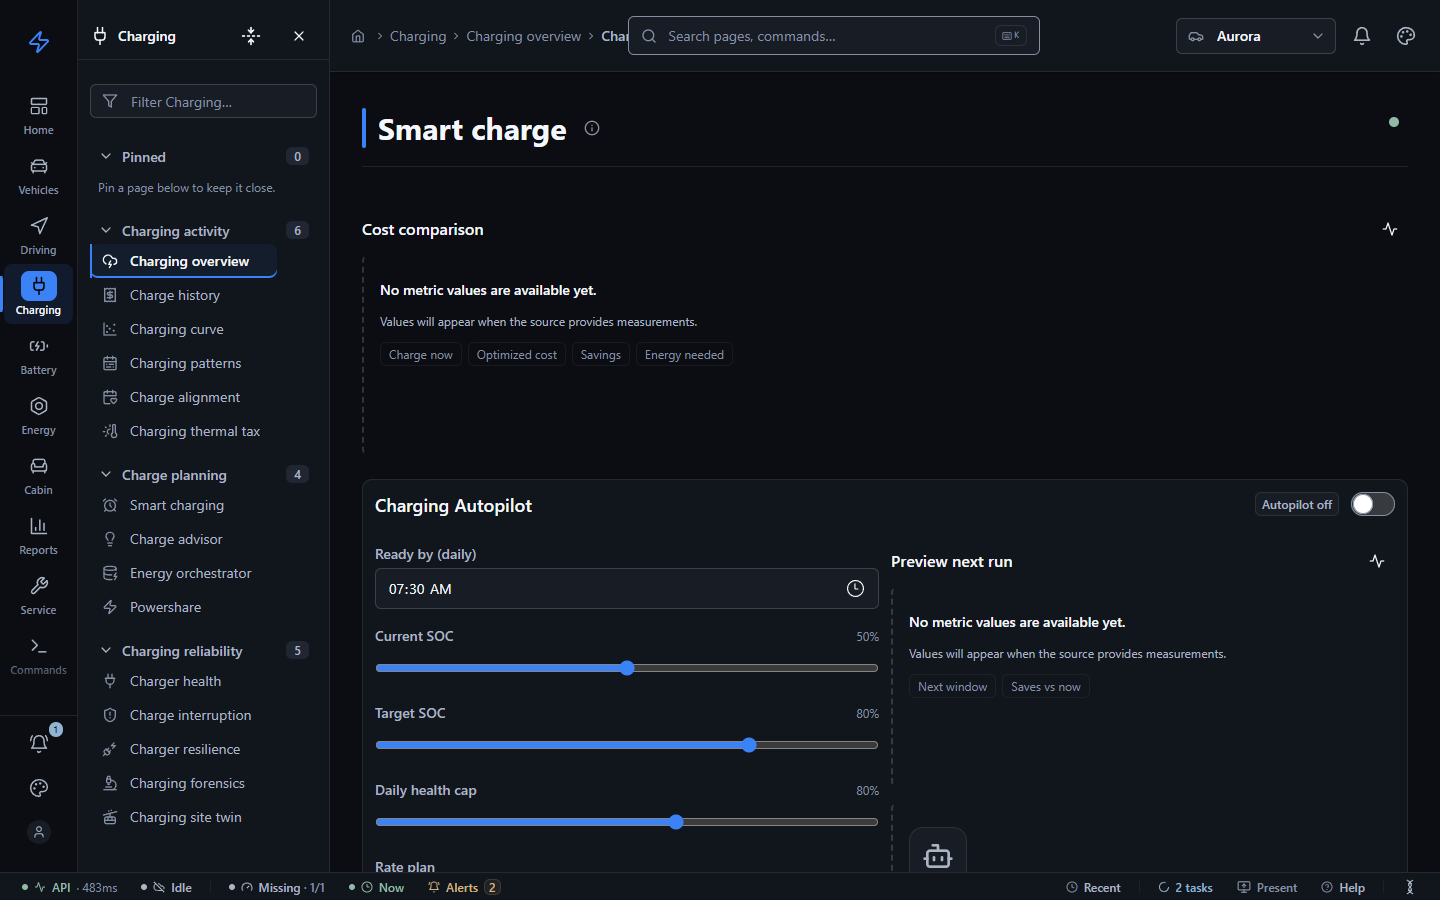 Charging
Charging
Charging overview
Char
Search pages, commands...
K
Aurora
Home
Vehicles
Driving
Charging
Battery
Energy
Cabin
Reports
Service
Commands
1
Filter Charging...
Pinned
0
Pin a page below to keep it close.
Charging activity
6
Charging overview
Charge history
Charging curve
Charging patterns
Charge alignment
Charging thermal tax
Charge planning
4
Smart charging
Charge advisor
Energy orchestrator
Powershare
Charging reliability
5
Charger health
Charge interruption
Charger resilience
Charging forensics
Charging site twin
Smart charge
Cost comparison
No metric values are available yet.
Values will appear when the source provides measurements.
Charge now
Optimized cost
Savings
Energy needed
Charging Autopilot
Autopilot off
Ready by (daily)
07:30 AM
Current SOC
50%
Target SOC
80%
Daily health cap
80%
Rate plan
Preview next run
No metric values are available yet.
Values will appear when the source provides measurements.
Next window
Saves vs now
API · 483ms
Idle
Missing · 1/1
Now
Alerts 2
Recent
2 tasks
Present
Help